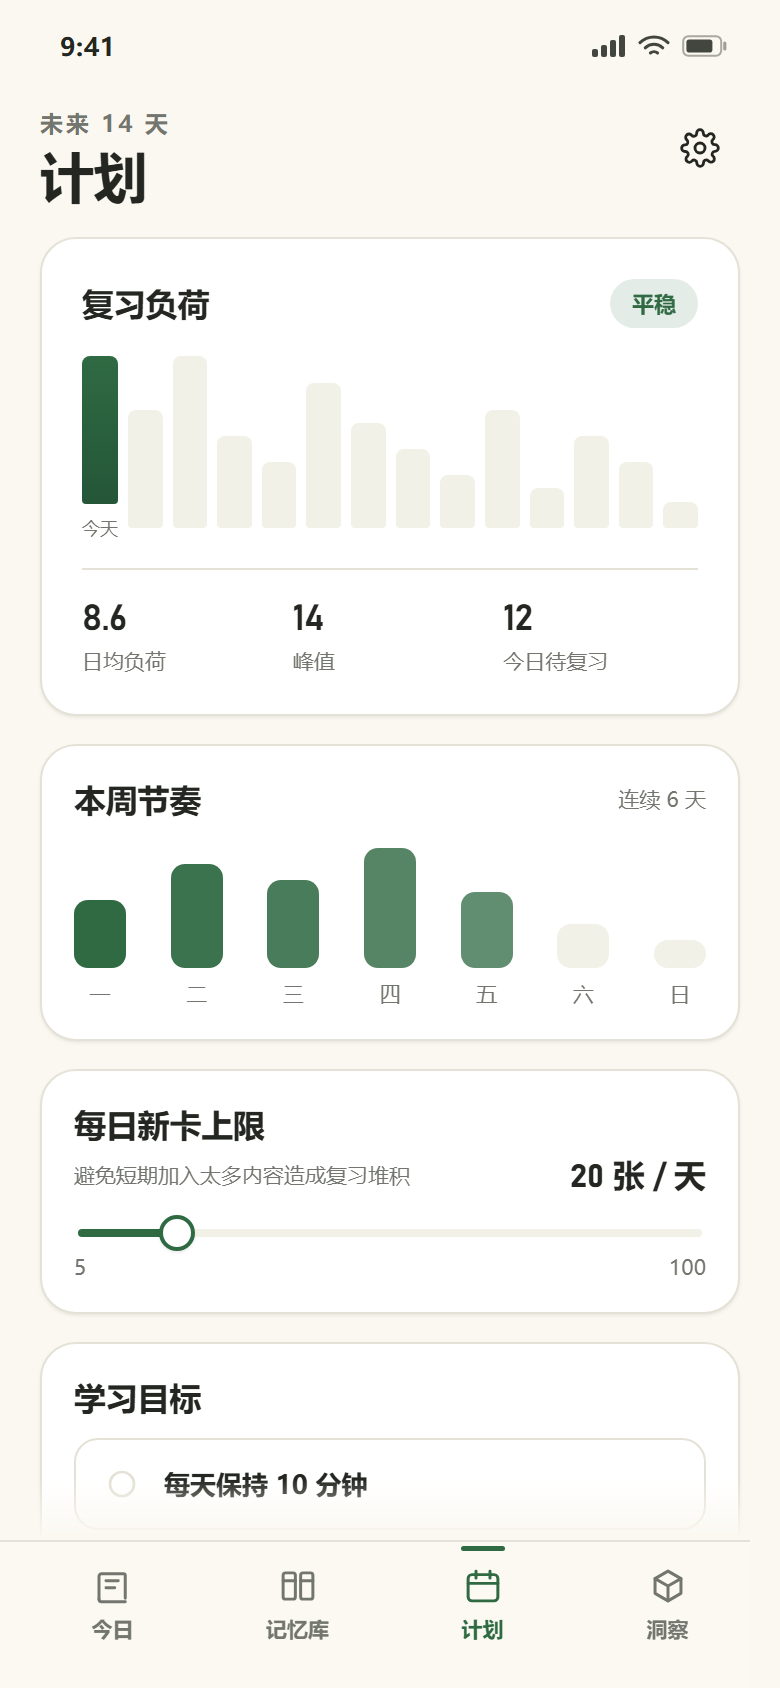 9:41
未来 14 天
计划
复习负荷
平稳
今天
8.6
14
12
日均负荷
峰值
今日待复习
本周节奏
连续 6 天
一 二 三 四 五 六 日
每日新卡上限
避免短期加入太多内容造成复习堆积
20 张 / 天
5
100
学习目标
每天保持 10 分钟
今日
记忆库
计划
洞察